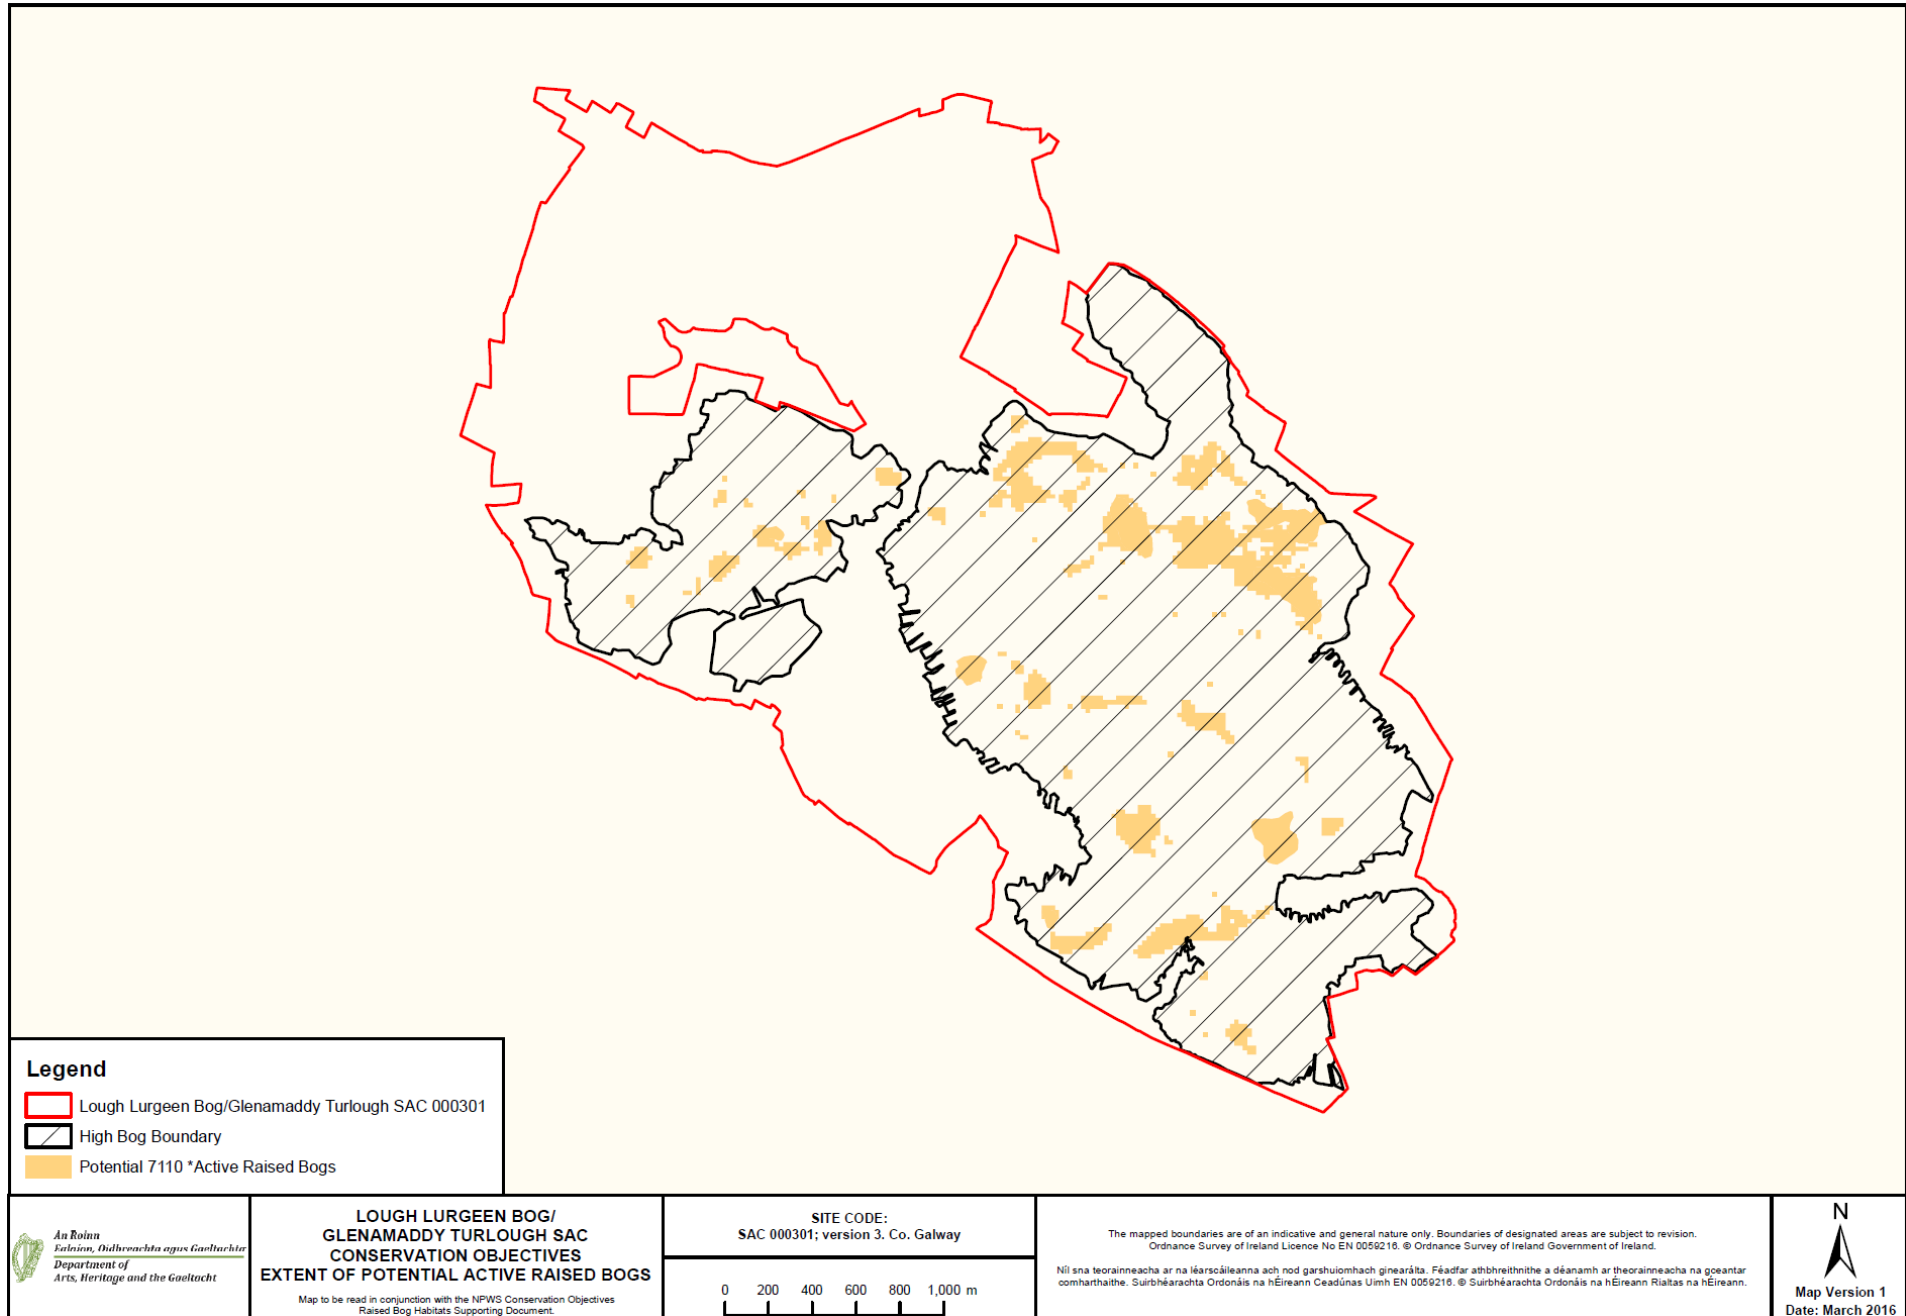 Legend
Lough Lurgeen Bog/Glenamaddy Turlough SAC 000301
High Bog Boundary
Potential 7110 *Active Raised Bogs
An Roinn
Ealaíon, Oidhreachta agus Gaeltachta
Department of
Arts, Heritage and the Gaeltacht
LOUGH LURGEEN BOG/
GLENAMADDY TURLOUGH SAC
CONSERVATION OBJECTIVES
EXTENT OF POTENTIAL ACTIVE RAISED BOGS
Map to be read in conjunction with the NPWS Conservation Objectives
Raised Bog Habitats Supporting Document.
SITE CODE:
SAC 000301; version 3. Co. Galway
0 200 400 600 800 1,000 m
The mapped boundaries are of an indicative and general nature only. Boundaries of designated areas are subject to revision.
Ordnance Survey of Ireland Licence No EN 0059216. © Ordnance Survey of Ireland Government of Ireland.
Níl sna teorainneacha ar na léarscáileanna ach nod garshuiomhach ginearálta. Féadfar athbhreithnithe a déanamh ar theorainneacha na gceantar
comharthaithe. Suirbhéarachta Ordonáis na hÉireann Ceadúnas Uimh EN 0059216. © Suirbhéarachta Ordonáis na hÉireann Rialtas na hÉireann.
N
Map Version 1
Date: March 2016